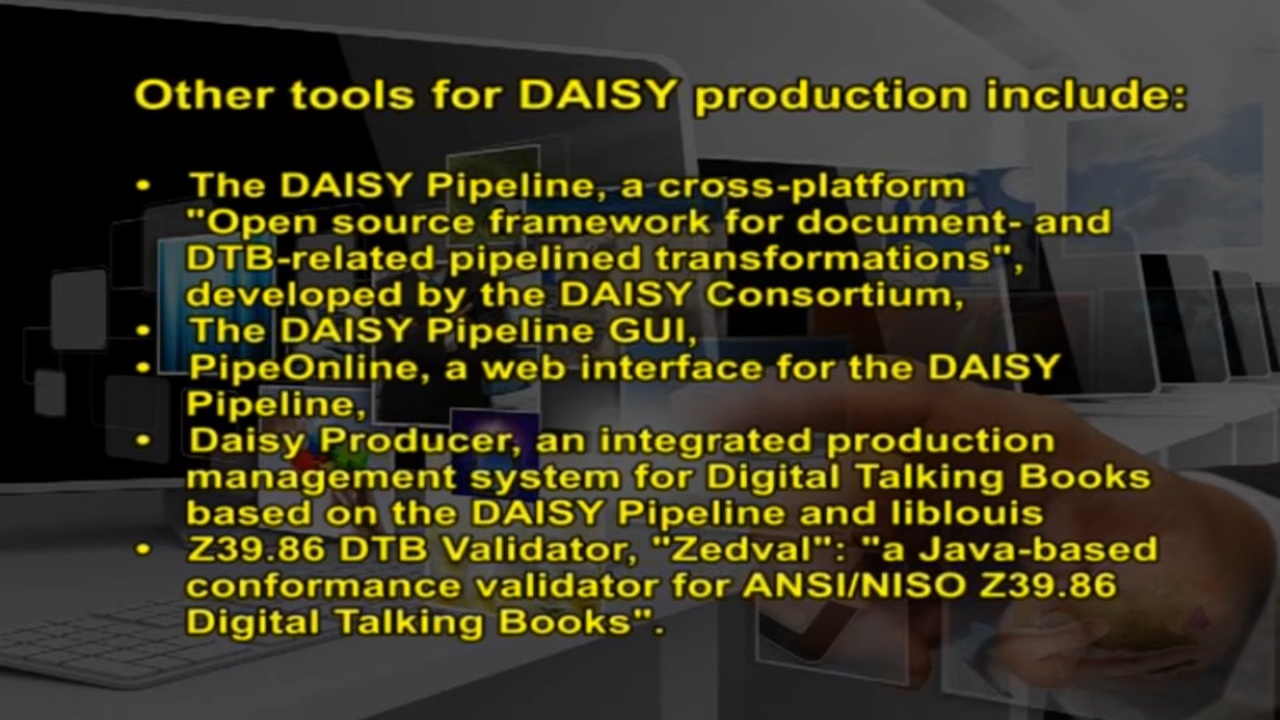 Other tools for DAISY production include:
• The DAISY Pipeline, a cross-platform
"Open source framework for document- and
DTB-related pipelined transformations",
developed by the DAISY Consortium,
• The DAISY Pipeline GUI,
• PipeOnline, a web interface for the DAISY
Pipeline,
• Daisy Producer, an integrated production
management system for Digital Talking Books
based on the DAISY Pipeline and liblouis
• Z39.86 DTB Validator, "Zedval": "a Java-based
conformance validator for ANSI/NISO Z39.86
Digital Talking Books".